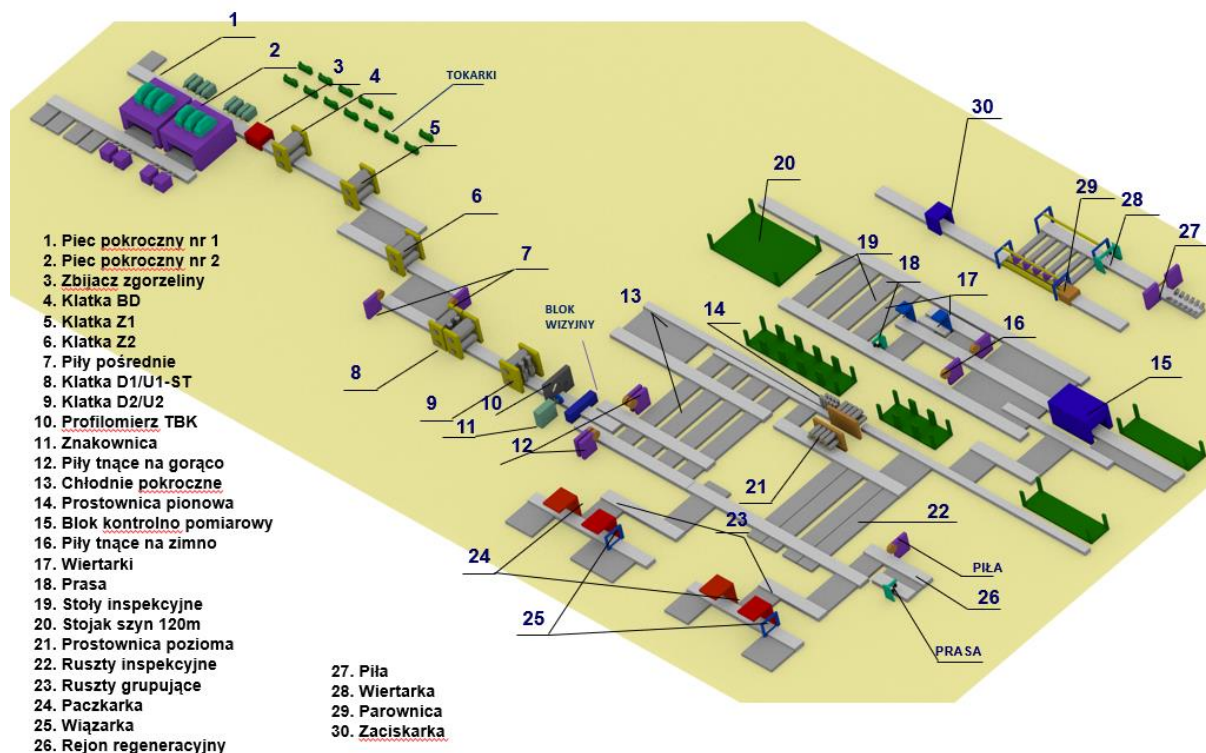 1
2
3
4
TOKARKI
5
6
7
30
20
29
28
27
19
18
17
13
14
BLOK
WIZYJNY
16
15
8
9
10
11
12
21
22
23
24
25
PIŁA
26
PRASA
1. Piec pokroczny nr 1
2. Piec pokroczny nr 2
3. Zbijacz zgorzeliny
4. Klatka BD
5. Klatka Z1
6. Klatka Z2
7. Piły pośrednie
8. Klatka D1/U1-ST
9. Klatka D2/U2
10. Profilomierz TBK
11. Znakownica
12. Piły tnące na gorąco
13. Chłodnie pokroczne
14. Prostownica pionowa
15. Blok kontrolno pomiarowy
16. Piły tnące na zimno
17. Wiertarki
18. Prasa
19. Stoły inspekcyjne
20. Stojak szyn 120m
21. Prostownica pozioma
22. Ruszty inspekcyjne
23. Ruszty grupujące
24. Paczkarka
25. Wiązarka
26. Rejon regeneracyjny
27. Piła
28. Wiertarka
29. Parownica
30. Zaciskarka